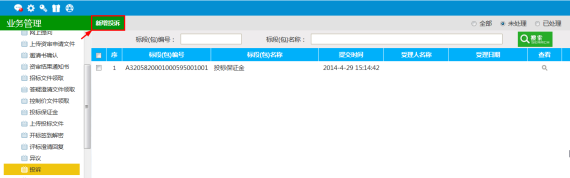 业务管理
新增投诉
全部 未处理 已处理
标段(包)编号： 标段(包)名称： 搜索
序 标段(包)编号 标段(包)名称 提交时间 受理人名称 受理日期 查看
1 A3205820001000595001001 投标保证金 2014-4-29 15:14:42
网上提问
上传资审申请文件
邀请书确认
资审结果通知书
招标文件领取
答疑澄清文件领取
控制价文件领取
投标保证金
上传投标文件
开标签到解密
评标澄清回复
异议
投诉